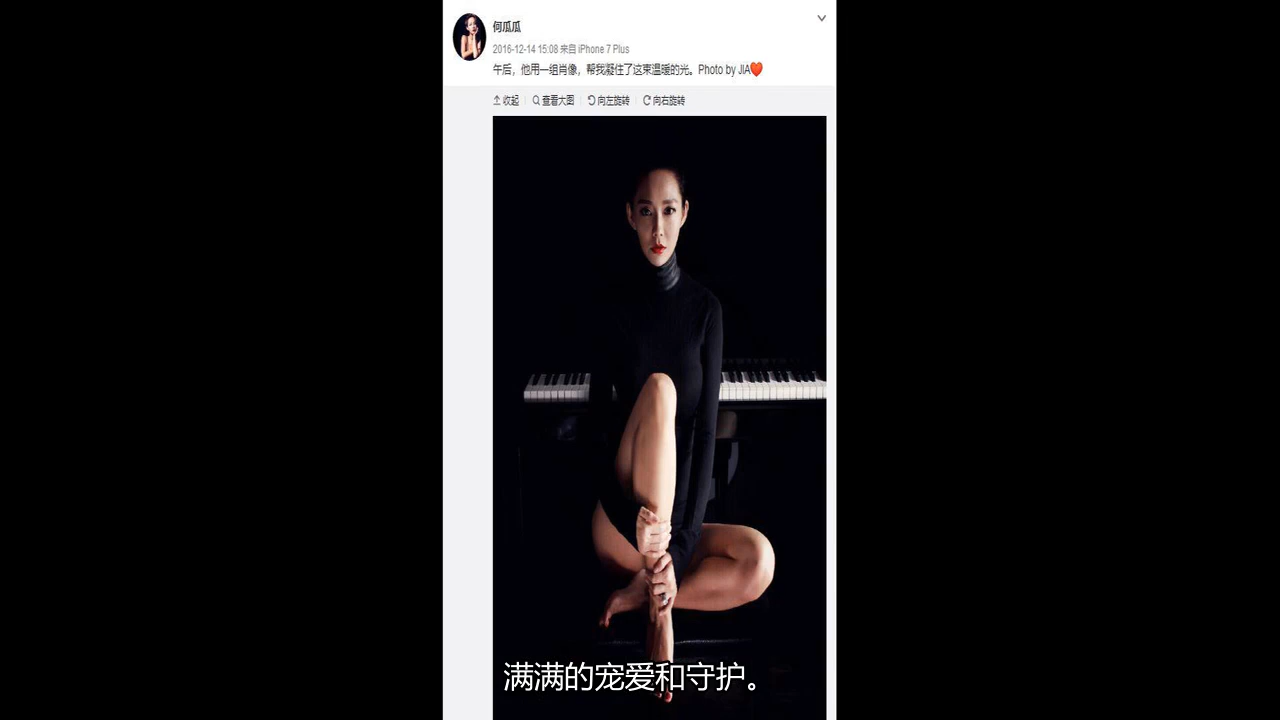 何瓜瓜
2016-12-14 15:08 来自 iPhone 7 Plus
午后，他用一组肖像，帮我凝住了这束温暖的光。Photo by JIA❤️
收起 查看大图 向左旋转 向右旋转
满满的宠爱和守护。